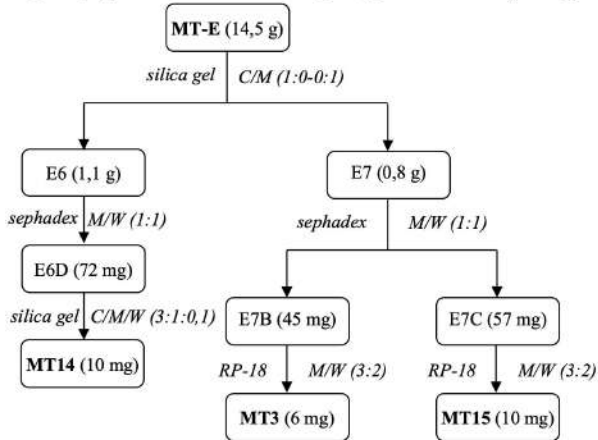 MT-E (14,5 g)
silica gel C/M (1:0-0:1)
E6 (1,1 g) E7 (0,8 g)
sephadex M/W (1:1) sephadex M/W (1:1)
E6D (72 mg)
silica gel C/M/W (3:1:0,1) E7B (45 mg) E7C (57 mg)
MT14 (10 mg) RP-18 M/W (3:2) RP-18 M/W (3:2)
MT3 (6 mg) MT15 (10 mg)